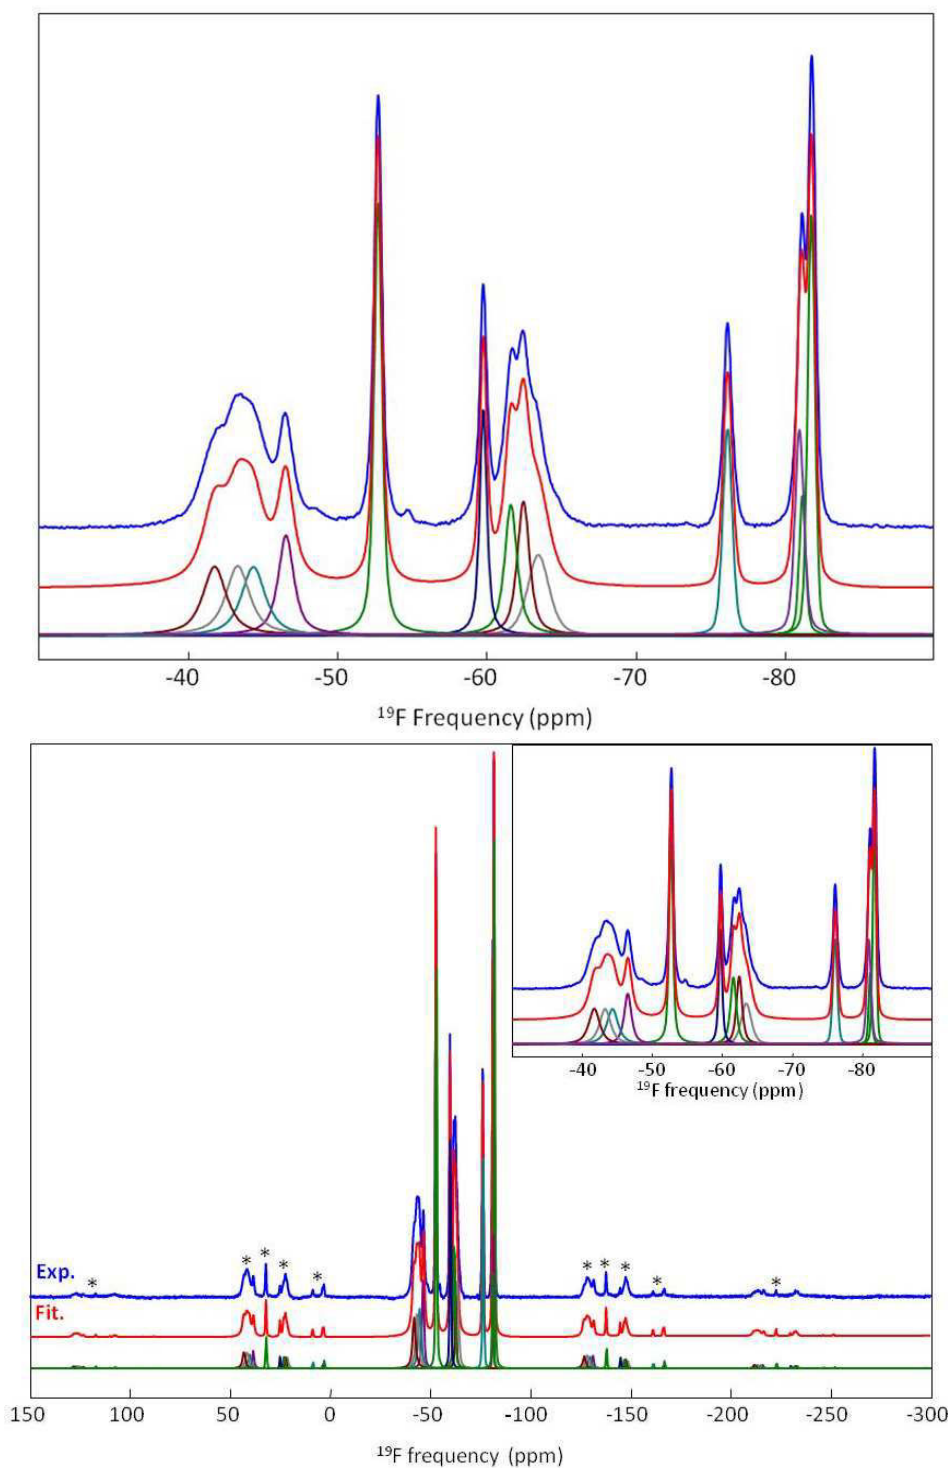 -40 -50 -60 -70 -80
¹⁹F Frequency (ppm)
-40 -50 -60 -70 -80
¹⁹F frequency (ppm)
* * * * * * * * * *
Exp.
Fit.
150 100 50 0 -50 -100 -150 -200 -250 -300
¹⁹F frequency (ppm)